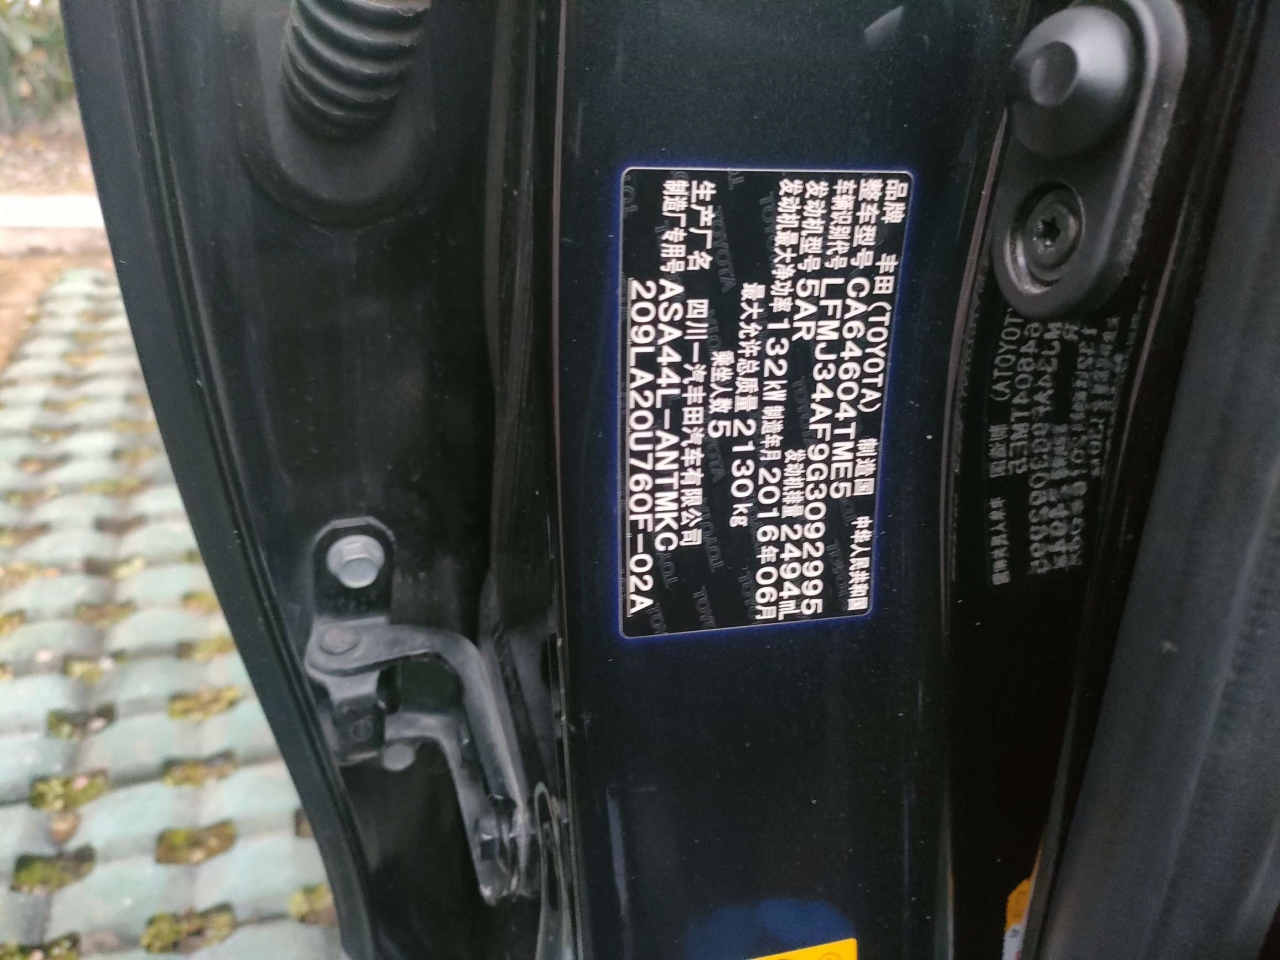 品牌 丰田(TOYOTA) 制造国 中华人民共和国
整车型号 CA64604TME5
车辆识别代号 LFMJ34AF9G3092995
发动机型号 5AR 发动机排量 2494mL
发动机最大净功率 132kW 制造年月 2016年06月
最大允许总质量 2130kg
乘坐人数 5
生产厂名 四川一汽丰田汽车有限公司
制造厂专用号 ASA44L-ANTMKC
209LA20U760F-02A